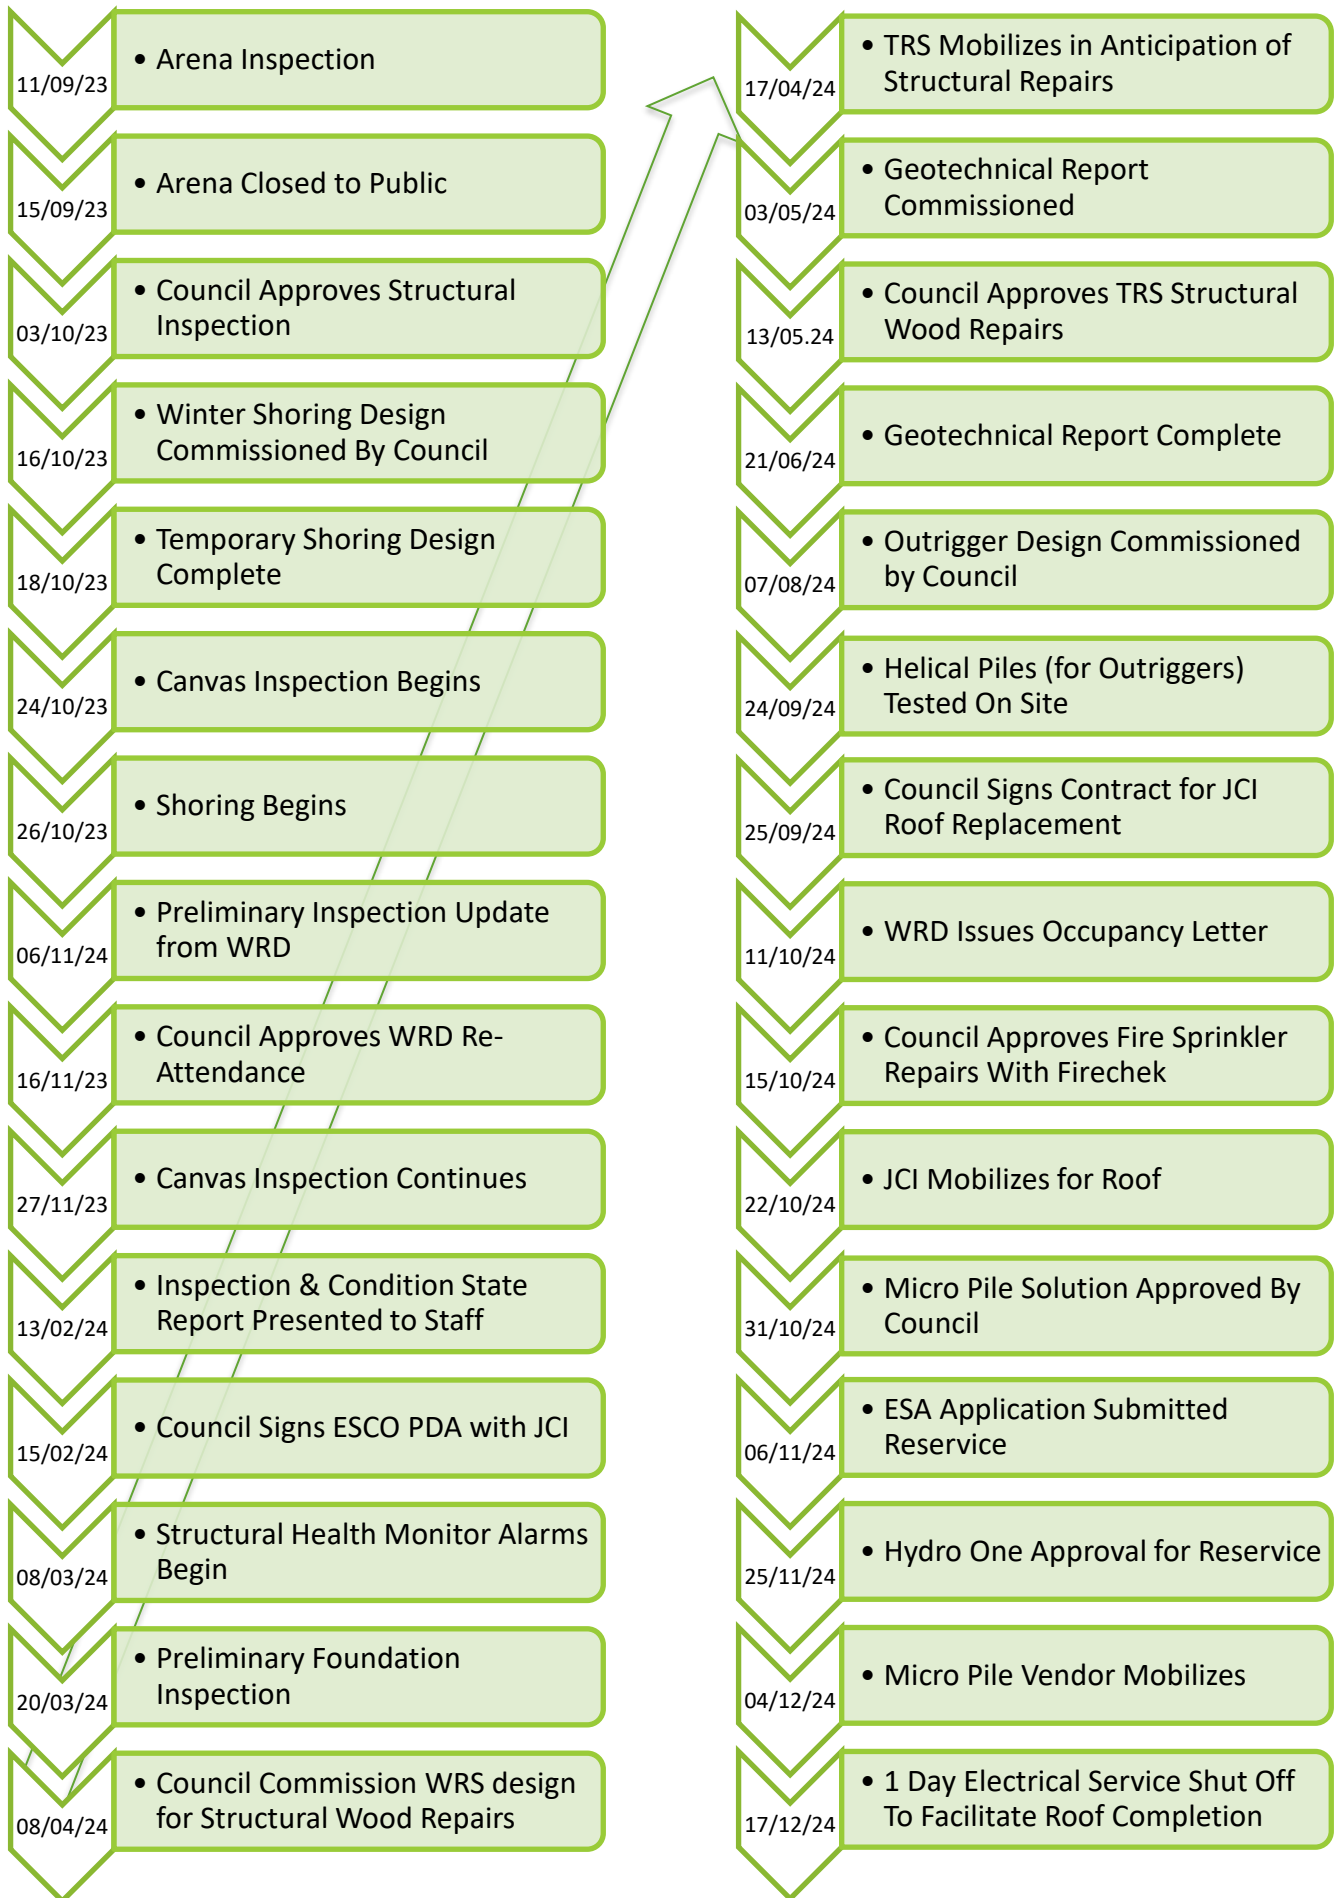 11/09/23
• Arena Inspection
15/09/23
• Arena Closed to Public
03/10/23
• Council Approves Structural
Inspection
16/10/23
• Winter Shoring Design
Commissioned By Council
18/10/23
• Temporary Shoring Design
Complete
24/10/23
• Canvas Inspection Begins
26/10/23
• Shoring Begins
06/11/24
• Preliminary Inspection Update
from WRD
16/11/23
• Council Approves WRD Re-
Attendance
27/11/23
• Canvas Inspection Continues
13/02/24
• Inspection & Condition State
Report Presented to Staff
15/02/24
• Council Signs ESCO PDA with JCI
08/03/24
• Structural Health Monitor Alarms
Begin
20/03/24
• Preliminary Foundation
Inspection
08/04/24
• Council Commission WRS design
for Structural Wood Repairs
17/04/24
• TRS Mobilizes in Anticipation of
Structural Repairs
03/05/24
• Geotechnical Report
Commissioned
13/05.24
• Council Approves TRS Structural
Wood Repairs
21/06/24
• Geotechnical Report Complete
07/08/24
• Outrigger Design Commissioned
by Council
24/09/24
• Helical Piles (for Outriggers)
Tested On Site
25/09/24
• Council Signs Contract for JCI
Roof Replacement
11/10/24
• WRD Issues Occupancy Letter
15/10/24
• Council Approves Fire Sprinkler
Repairs With Firechek
22/10/24
• JCI Mobilizes for Roof
31/10/24
• Micro Pile Solution Approved By
Council
06/11/24
• ESA Application Submitted
Reservice
25/11/24
• Hydro One Approval for Reservice
04/12/24
• Micro Pile Vendor Mobilizes
17/12/24
• 1 Day Electrical Service Shut Off
To Facilitate Roof Completion